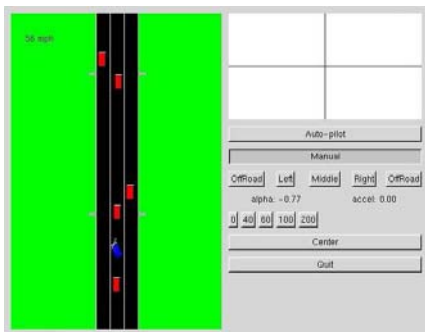 56 mph
Auto-pilot
Manual
OffRoad Left Middle Right OffRoad
alpha: -0.77 accel: 0.00
0 40 60 100 200
Center
Quit